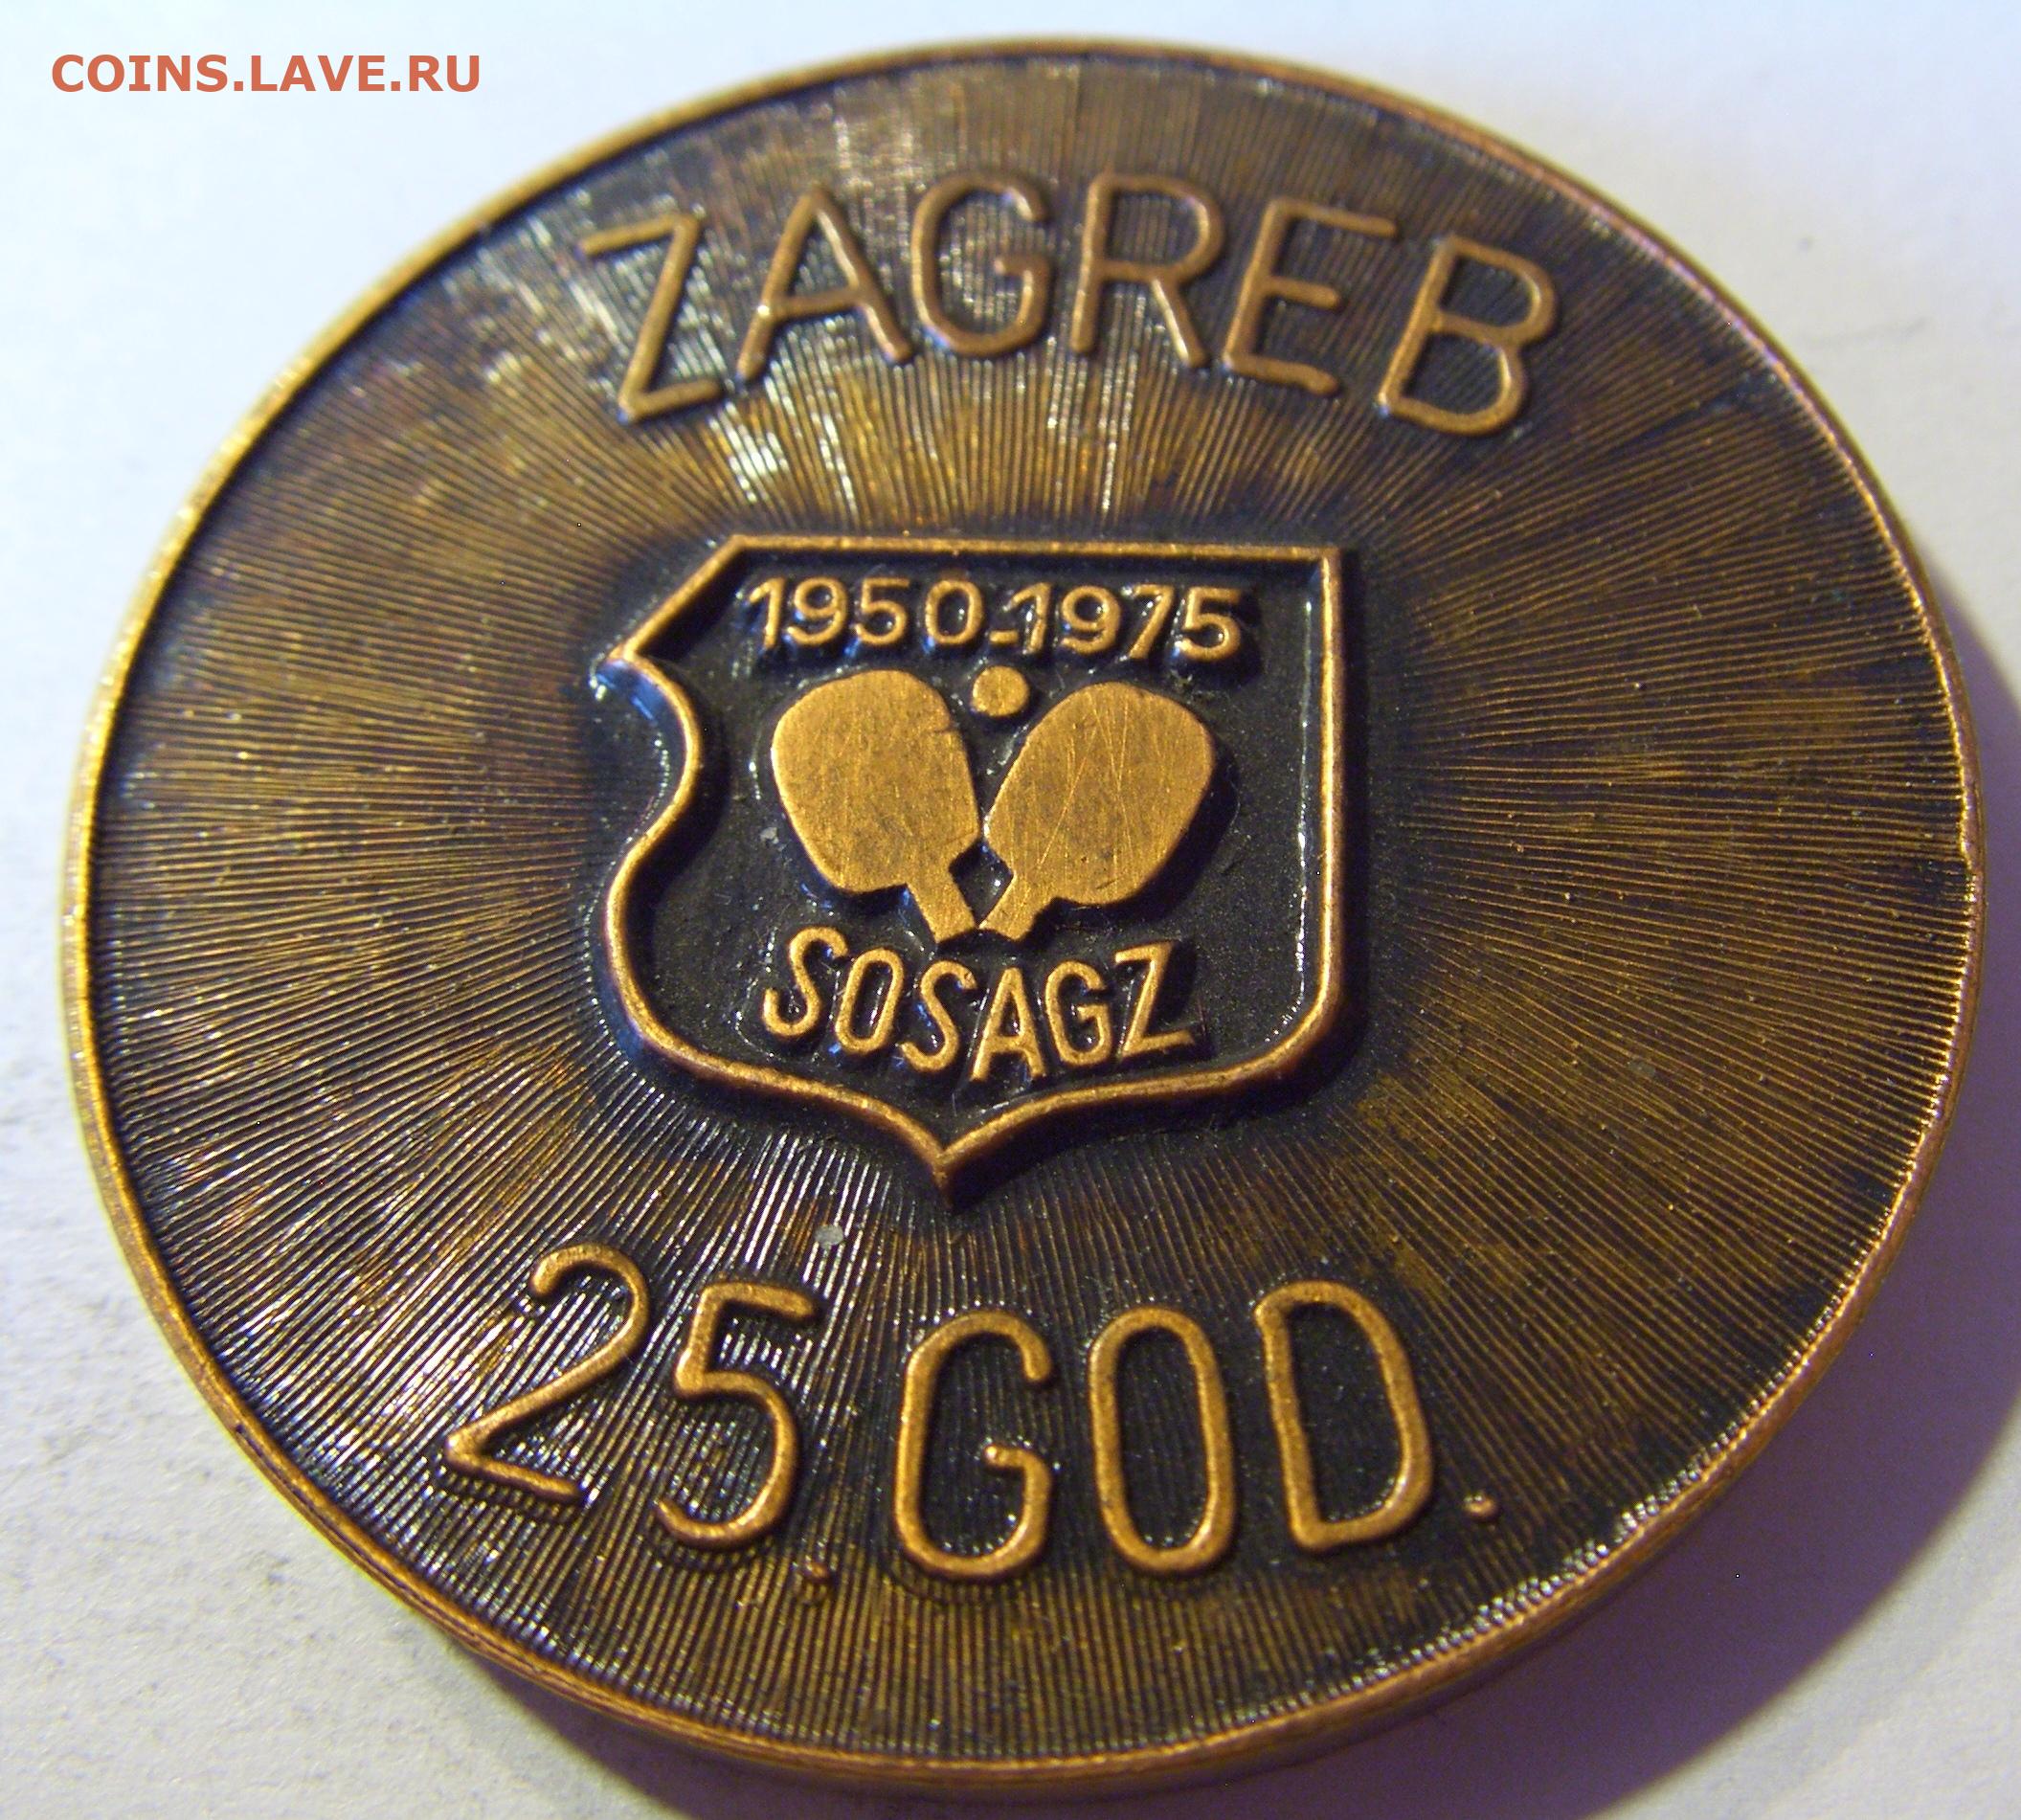 COINS.LAVE.RU
ZAGREB
1950-1975
SOSAGZ
25.GOD.